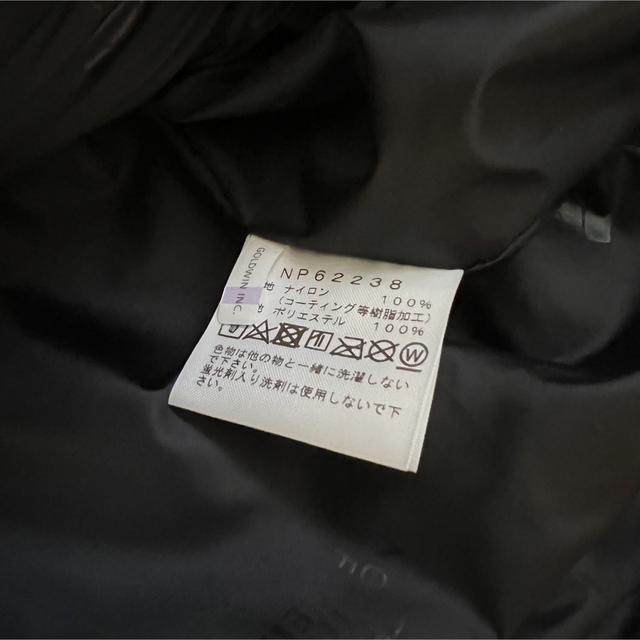 GOLDWIN INC
NP62238
地 ナイロン 100%
(コーティング等樹脂加工)
地 ポリエステル 100%
色物は他の物と一緒に洗濯しない
で下さい。
蛍光剤入り洗剤は使用しないで下
さい。